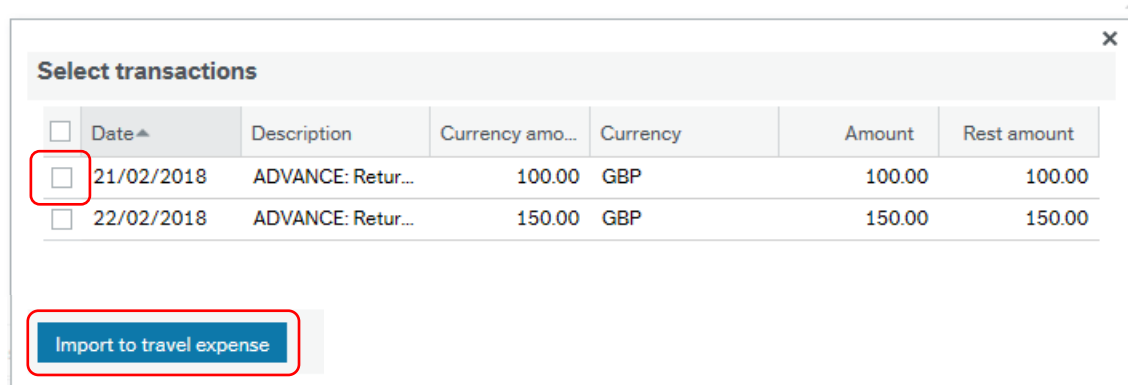 Select transactions
Date Description Currency amo... Currency Amount Rest amount
21/02/2018 ADVANCE: Retur... 100.00 GBP 100.00 100.00
22/02/2018 ADVANCE: Retur... 150.00 GBP 150.00 150.00
Import to travel expense